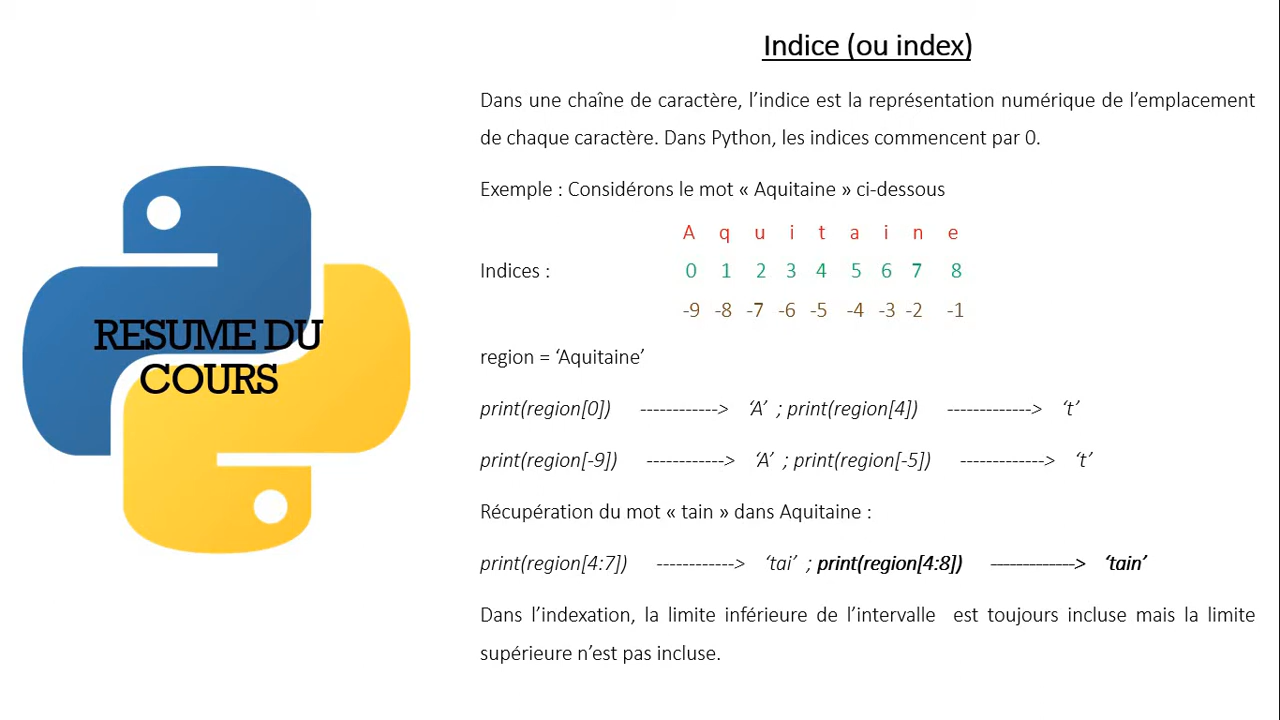 Indice (ou index)
Dans une chaîne de caractère, l’indice est la représentation numérique de l’emplacement
de chaque caractère. Dans Python, les indices commencent par 0.
Exemple : Considérons le mot « Aquitaine » ci-dessous
A q u i t a i n e
Indices : 0 1 2 3 4 5 6 7 8
-9 -8 -7 -6 -5 -4 -3 -2 -1
RESUME DU
COURS
region = ‘Aquitaine’
print(region[0]) ------------> ‘A’ ; print(region[4]) -------------> ‘t’
print(region[-9]) ------------> ‘A’ ; print(region[-5]) -------------> ‘t’
Récupération du mot « tain » dans Aquitaine :
print(region[4:7]) ------------> ‘tai’ ; print(region[4:8]) -------------> ‘tain’
Dans l’indexation, la limite inférieure de l’intervalle est toujours incluse mais la limite
supérieure n’est pas incluse.